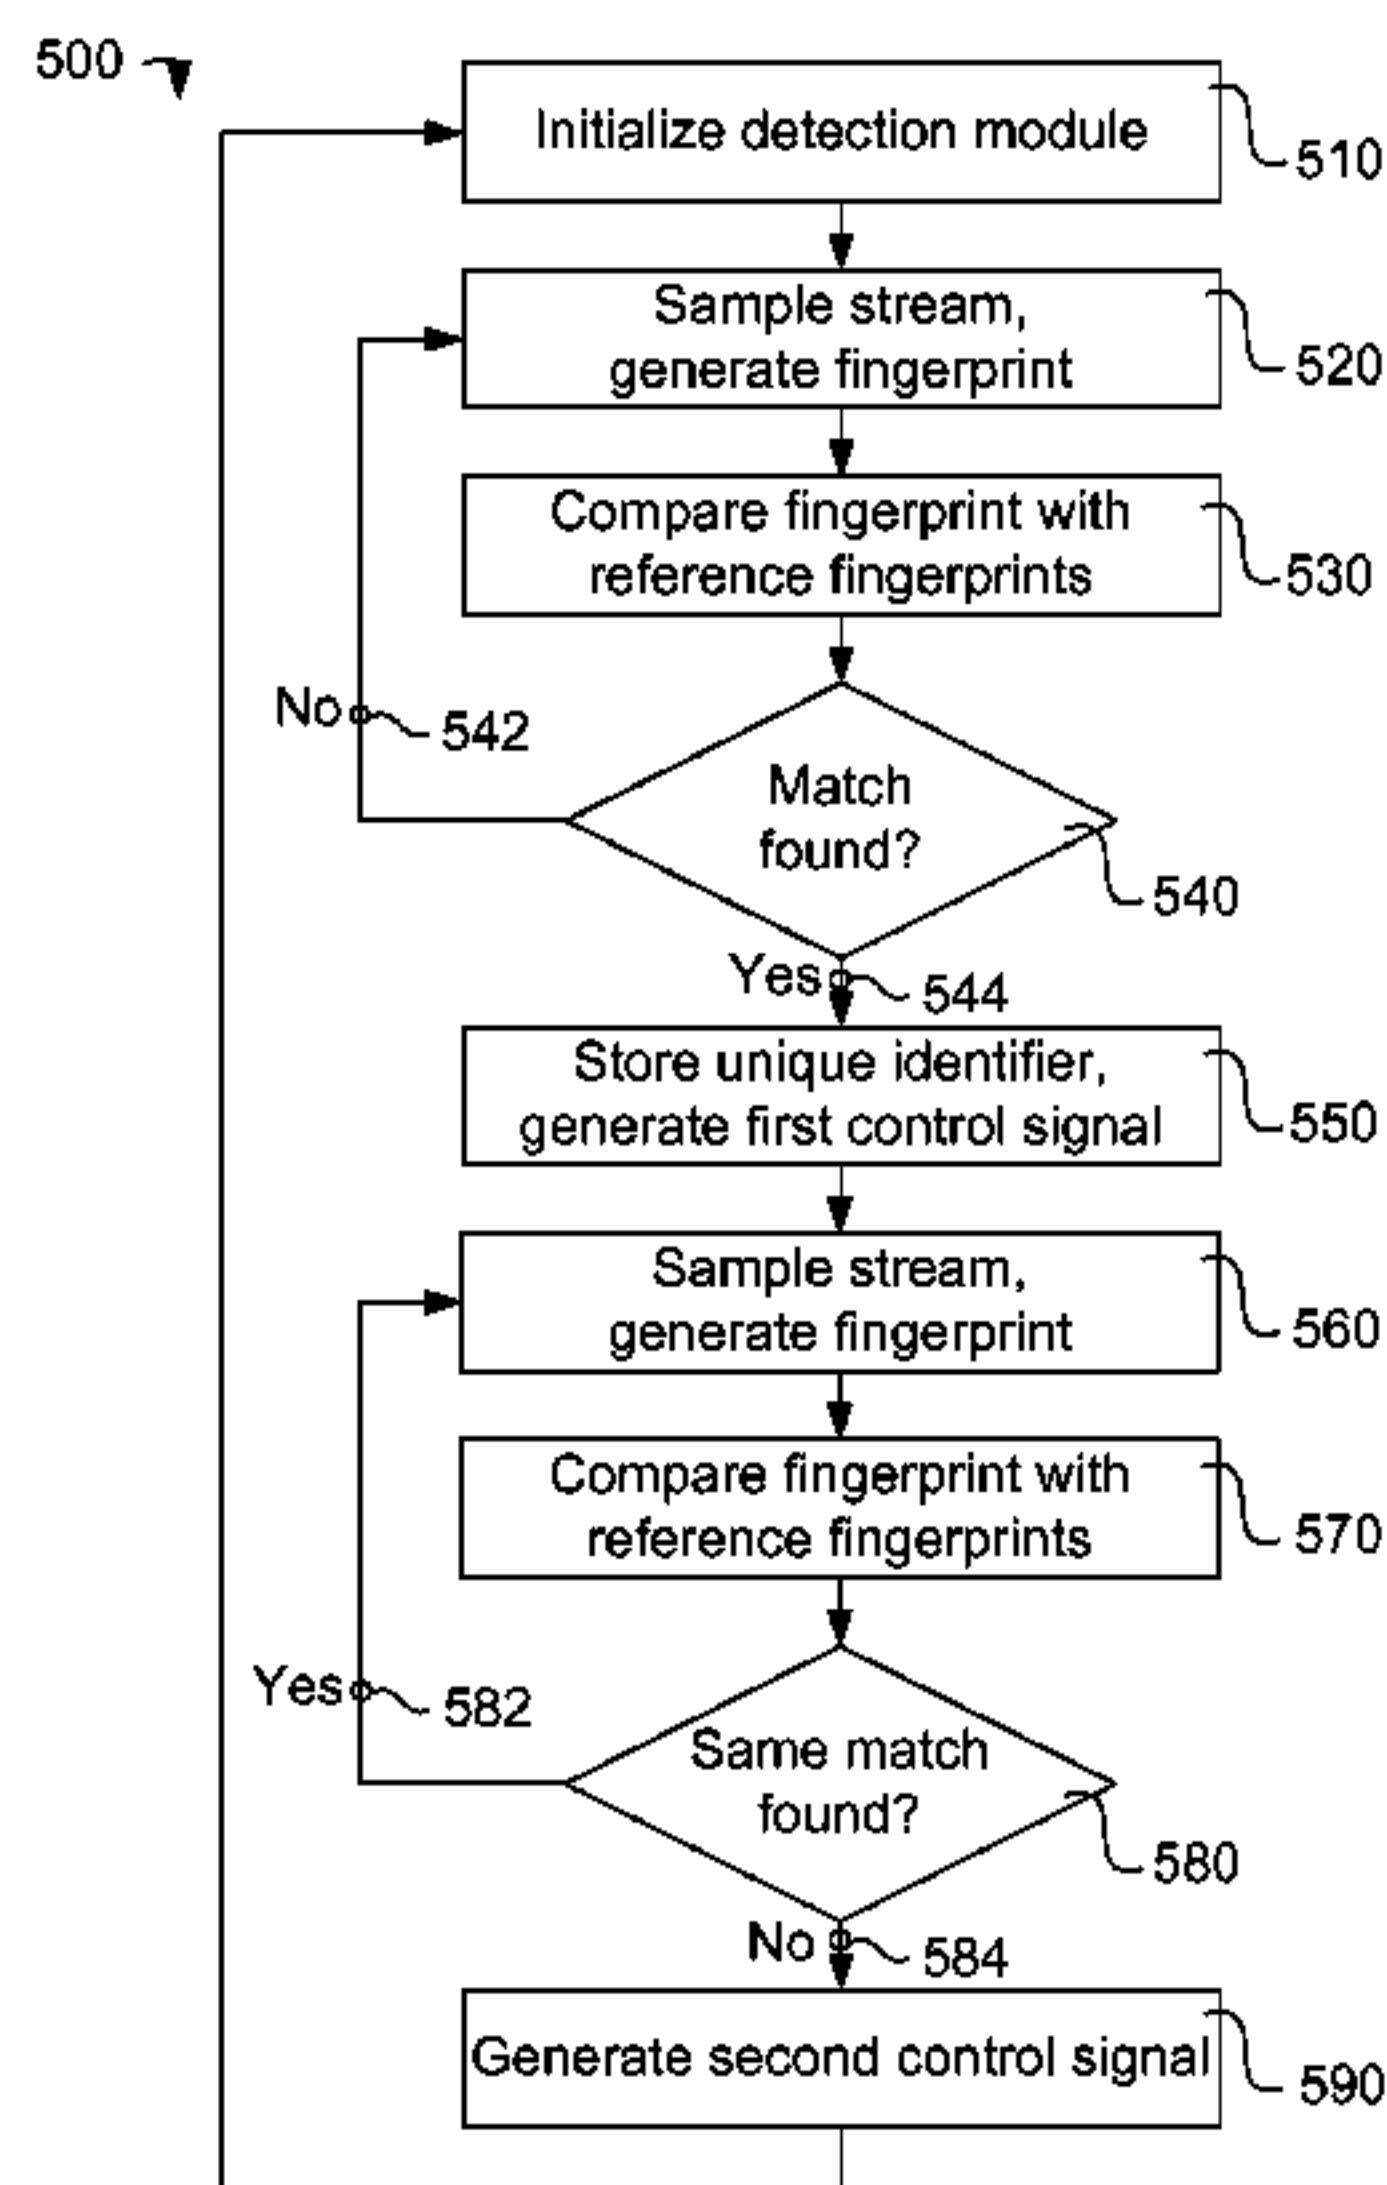 500
Initialize detection module
510
Sample stream,
generate fingerprint
520
Compare fingerprint with
reference fingerprints
530
No
542
Match
found?
540
Yes
544
Store unique identifier,
generate first control signal
550
Sample stream,
generate fingerprint
560
Compare fingerprint with
reference fingerprints
570
Yes
582
Same match
found?
580
No
584
Generate second control signal
590